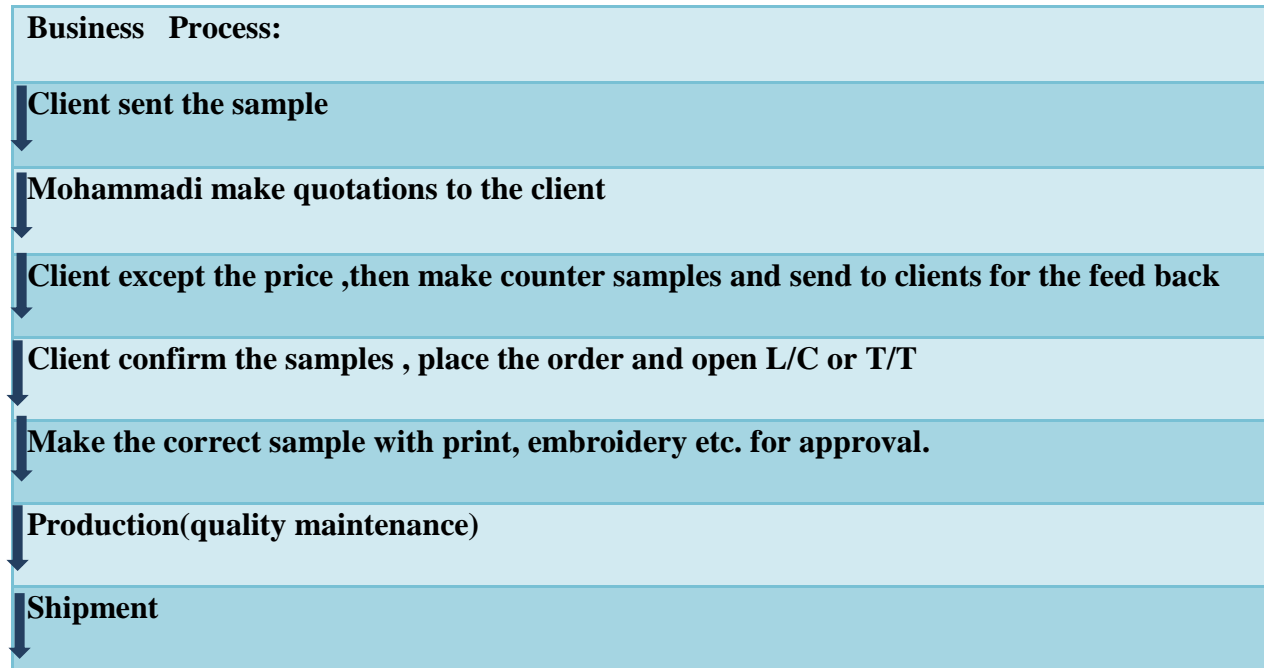 Business Process:
Client sent the sample
Mohammadi make quotations to the client
Client except the price ,then make counter samples and send to clients for the feed back
Client confirm the samples , place the order and open L/C or T/T
Make the correct sample with print, embroidery etc. for approval.
Production(quality maintenance)
Shipment